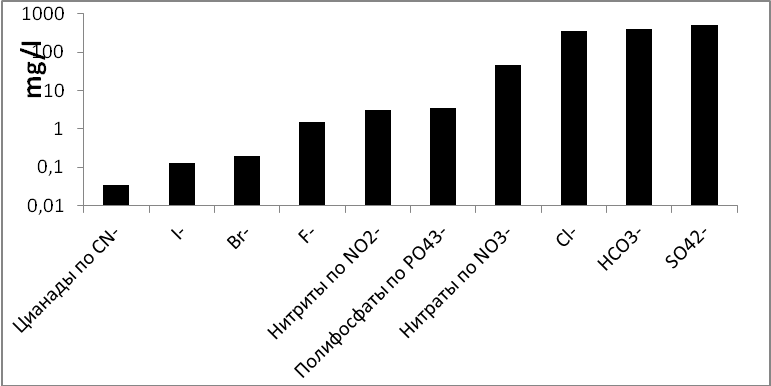 1000
100
10
1
0,1
0,01
mg/l
Цианады по CN-
I-
Br-
F-
Нитриты по NO2-
Полифосфаты по PO43-
Нитраты по NO3-
Cl-
HCO3-
SO42-